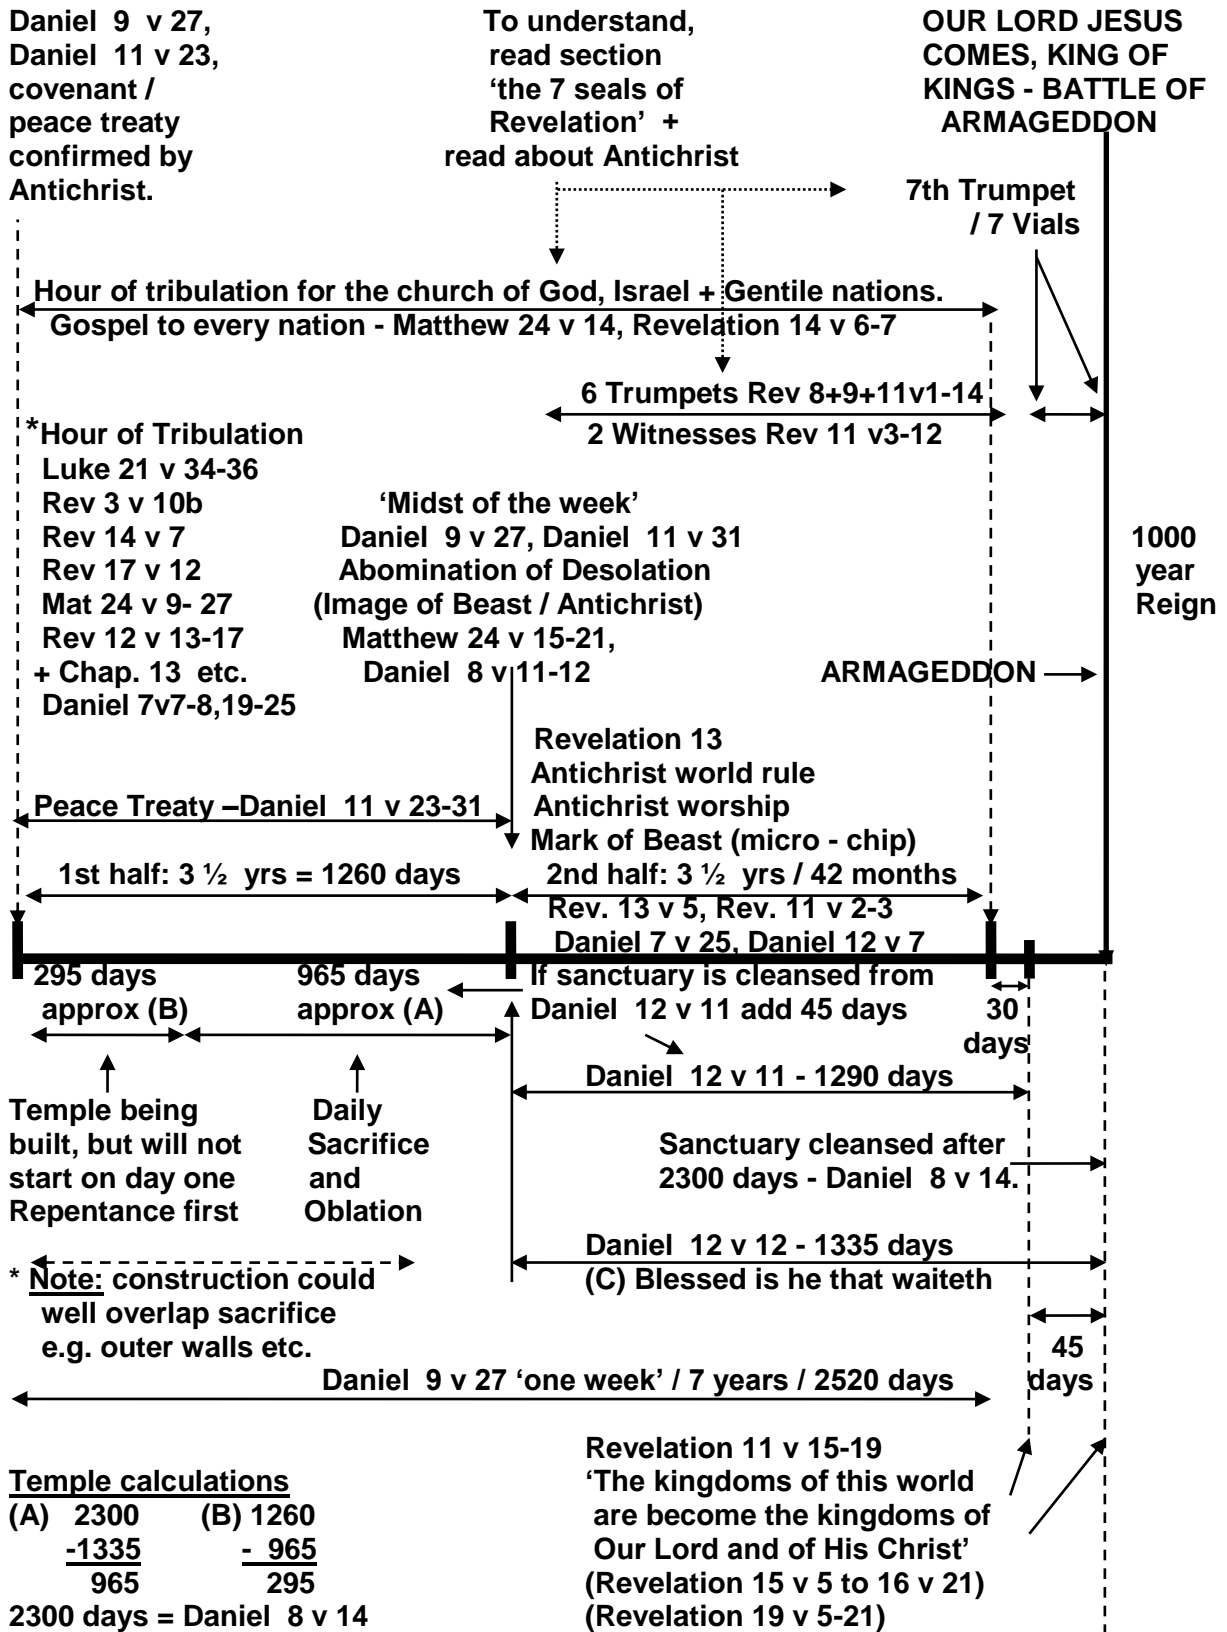 Daniel 9 v 27,
Daniel 11 v 23,
covenant /
peace treaty
confirmed by
Antichrist.
To understand,
read section
‘the 7 seals of
Revelation’ +
read about Antichrist
OUR LORD JESUS
COMES, KING OF
KINGS - BATTLE OF
ARMAGEDDON
7th Trumpet
/ 7 Vials
Hour of tribulation for the church of God, Israel + Gentile nations.
Gospel to every nation - Matthew 24 v 14, Revelation 14 v 6-7
6 Trumpets Rev 8+9+11v1-14
2 Witnesses Rev 11 v3-12
*Hour of Tribulation
Luke 21 v 34-36
Rev 3 v 10b
Rev 14 v 7
Rev 17 v 12
Mat 24 v 9- 27
Rev 12 v 13-17
+ Chap. 13 etc.
Daniel 7v7-8,19-25
‘Midst of the week’
Daniel 9 v 27, Daniel 11 v 31
Abomination of Desolation
(Image of Beast / Antichrist)
Matthew 24 v 15-21,
Daniel 8 v 11-12
1000
year
Reign
ARMAGEDDON
Revelation 13
Antichrist world rule
Antichrist worship
Mark of Beast (micro - chip)
Peace Treaty –Daniel 11 v 23-31
1st half: 3 ½ yrs = 1260 days
2nd half: 3 ½ yrs / 42 months
Rev. 13 v 5, Rev. 11 v 2-3
Daniel 7 v 25, Daniel 12 v 7
295 days
approx (B)
965 days
approx (A)
If sanctuary is cleansed from
Daniel 12 v 11 add 45 days
30
days
Daniel 12 v 11 - 1290 days
Temple being
built, but will not
start on day one
Repentance first
Daily
Sacrifice
and
Oblation
Sanctuary cleansed after
2300 days - Daniel 8 v 14.
Daniel 12 v 12 - 1335 days
(C) Blessed is he that waiteth
* Note: construction could
well overlap sacrifice
e.g. outer walls etc.
45
days
Daniel 9 v 27 ‘one week’ / 7 years / 2520 days
Temple calculations
(A) 2300 (B) 1260
-1335 - 965
965 295
2300 days = Daniel 8 v 14
Revelation 11 v 15-19
‘The kingdoms of this world
are become the kingdoms of
Our Lord and of His Christ’
(Revelation 15 v 5 to 16 v 21)
(Revelation 19 v 5-21)